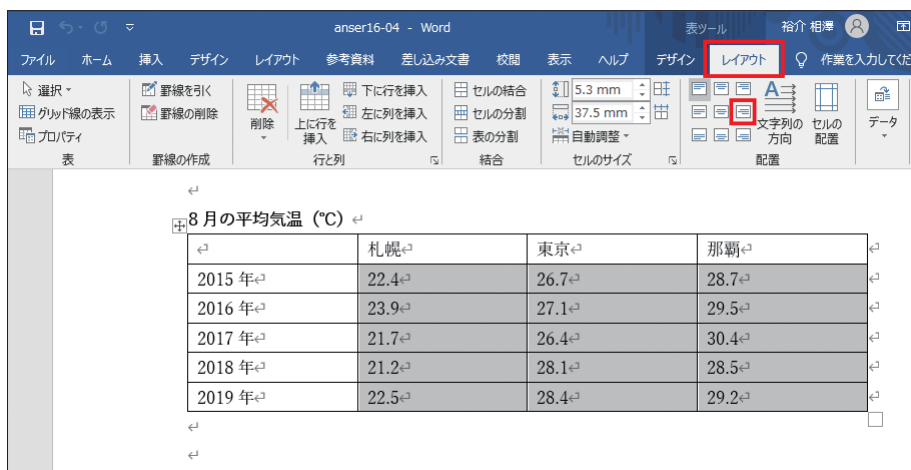 anser16-04 - Word 表ツール 裕介 相澤
ファイル ホーム 挿入 デザイン レイアウト 参考資料 差し込み文書 校閲 表示 ヘルプ デザイン レイアウト 作業を入力してくだ
選択 罫線を引く 下に行を挿入 セルの結合 5.3 mm
グリッド線の表示 罫線の削除 削除 上に行を挿入 左に列を挿入 セルの分割 37.5 mm 文字列の方向 セルの配置 データ
プロパティ 右に列を挿入 表の分割 自動調整
表 罫線の作成 行と列 結合 セルのサイズ 配置
8 月の平均気温（℃）
札幌 東京 那覇
2015 年 22.4 26.7 28.7
2016 年 23.9 27.1 29.5
2017 年 21.7 26.4 30.4
2018 年 21.2 28.1 28.5
2019 年 22.5 28.4 29.2